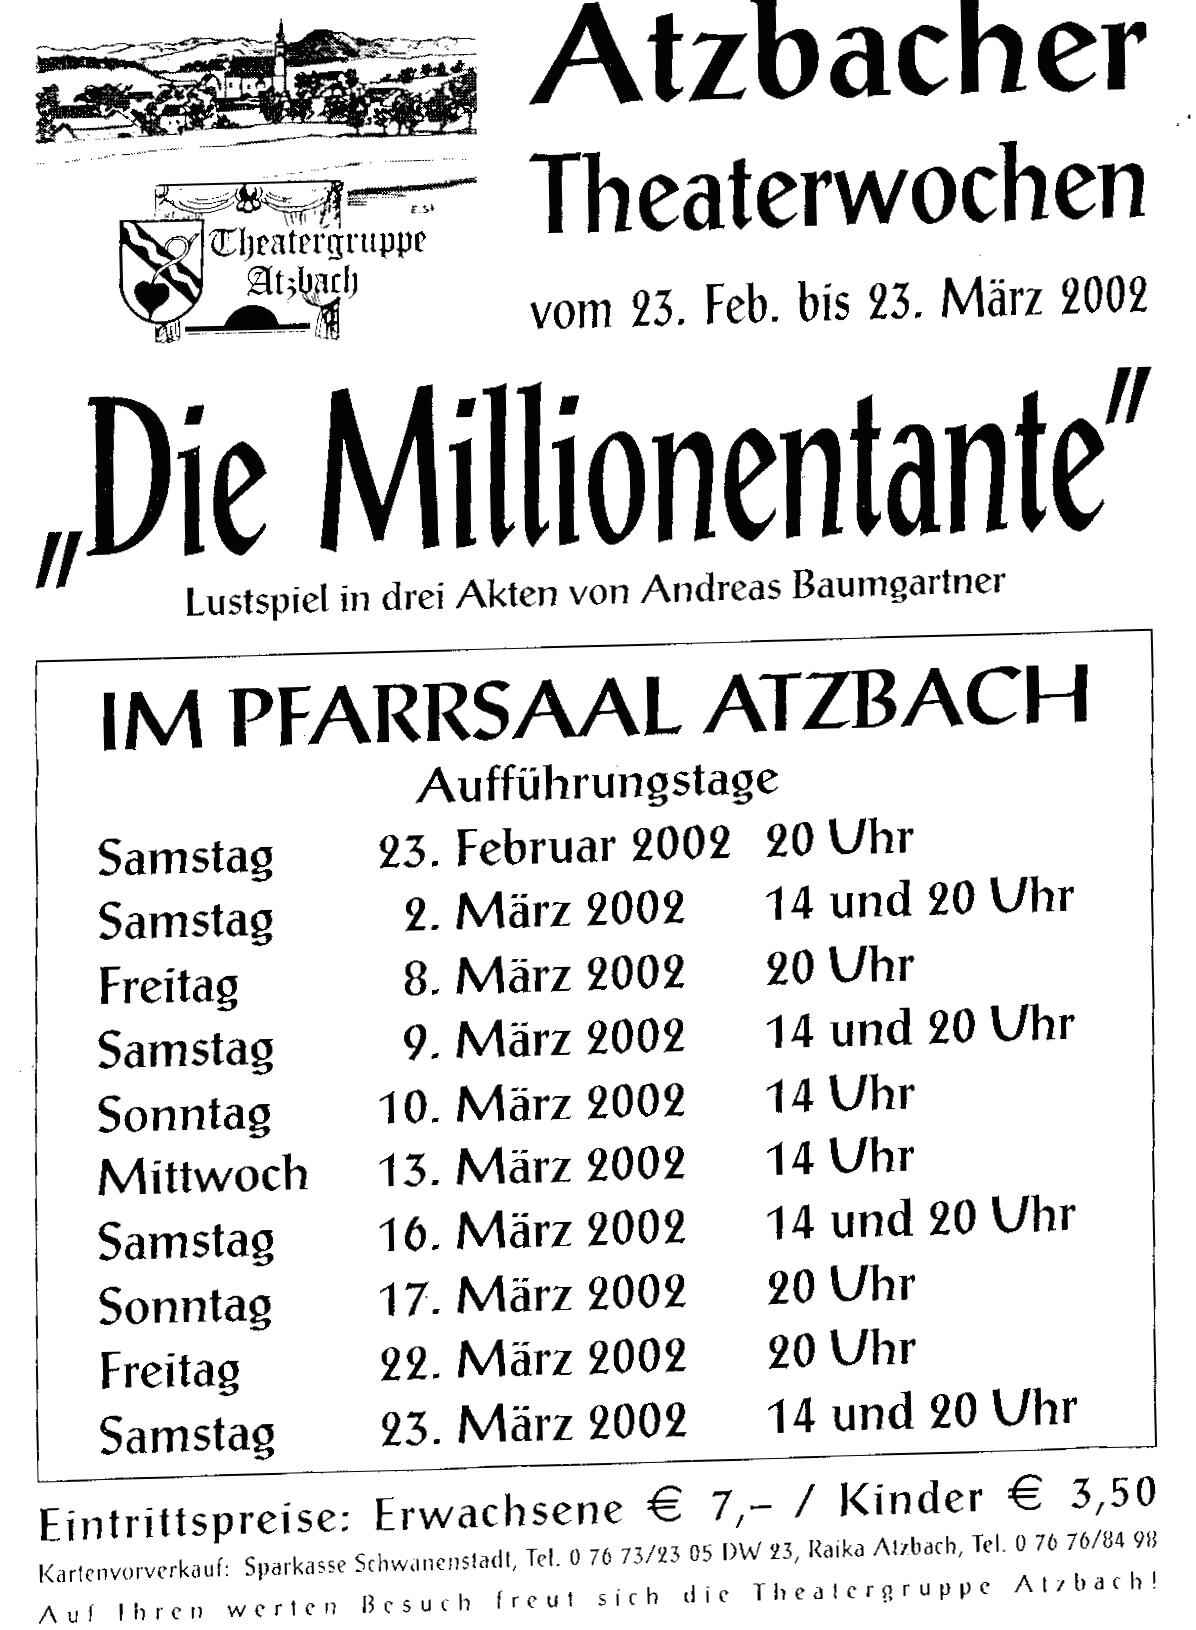 Atzbacher
Theaterwochen
vom 23. Feb. bis 23. März 2002
E.St
Theatergruppe
Atzbach
„Die Millionentante"
Lustspiel in drei Akten von Andreas Baumgartner
IM PFARRSAAL ATZBACH
Aufführungstage
Samstag 23. Februar 2002 20 Uhr
Samstag 2. März 2002 14 und 20 Uhr
Freitag 8. März 2002 20 Uhr
Samstag 9. März 2002 14 und 20 Uhr
Sonntag 10. März 2002 14 Uhr
Mittwoch 13. März 2002 14 Uhr
Samstag 16. März 2002 14 und 20 Uhr
Sonntag 17. März 2002 20 Uhr
Freitag 22. März 2002 20 Uhr
Samstag 23. März 2002 14 und 20 Uhr
Eintrittspreise: Erwachsene € 7,– / Kinder € 3,50
Kartenvorverkauf: Sparkasse Schwanenstadt, Tel. 0 76 73/23 05 DW 23, Raika Atzbach, Tel. 0 76 76/84 98
Auf Ihren werten Besuch freut sich die Theatergruppe Atzbach!